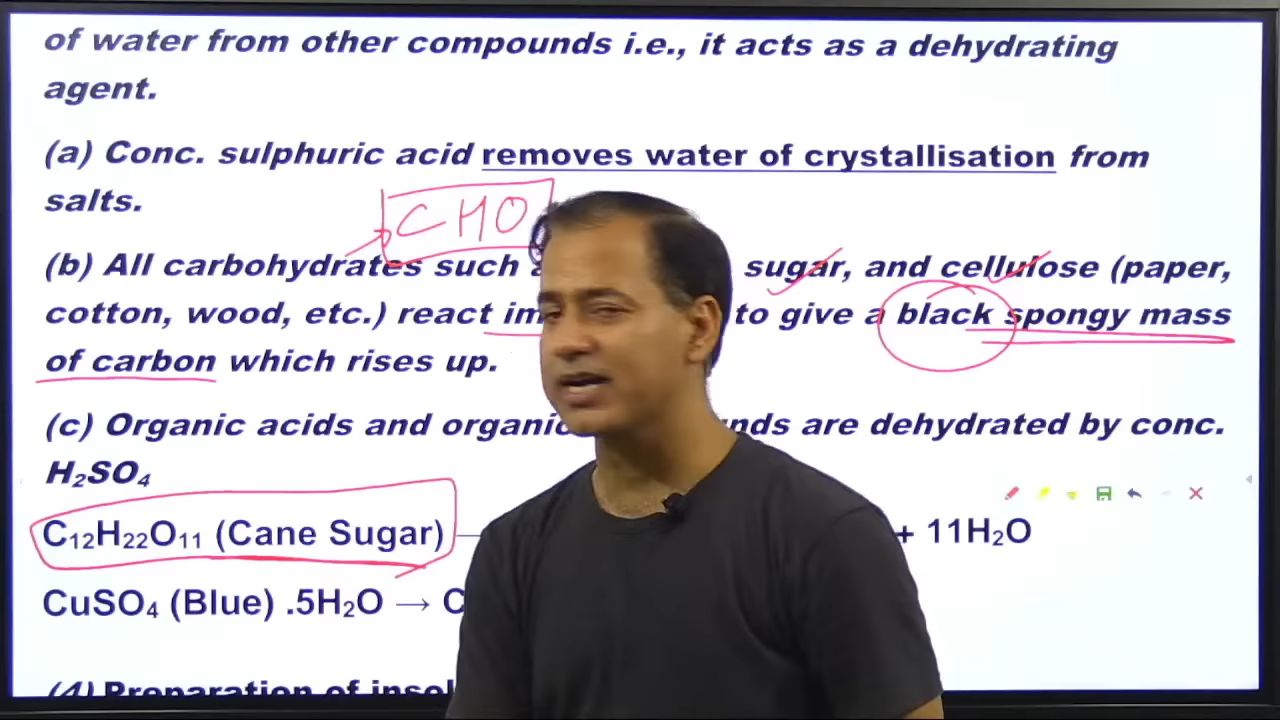 of water from other compounds i.e., it acts as a dehydrating
agent.
(a) Conc. sulphuric acid removes water of crystallisation from
salts.
CHO
(b) All carbohydrates such sugar, and cellulose (paper,
cotton, wood, etc.) react to give a black spongy mass
of carbon which rises up.
(c) Organic acids and organic are dehydrated by conc.
H₂SO₄
C₁₂H₂₂O₁₁ (Cane Sugar) + 11H₂O
CuSO₄ (Blue) .5H₂O → C
(4) Preparation of